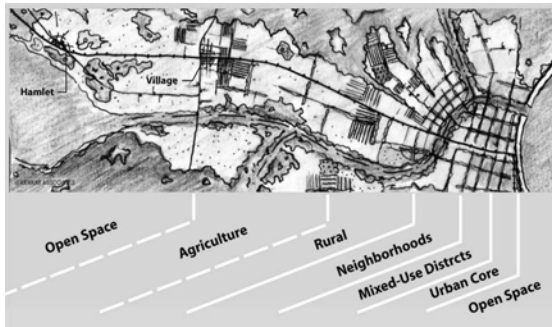 Village
Hamlet
Open Space
Agriculture
Rural
Neighborhoods
Mixed-Use Distrcts
Urban Core
Open Space